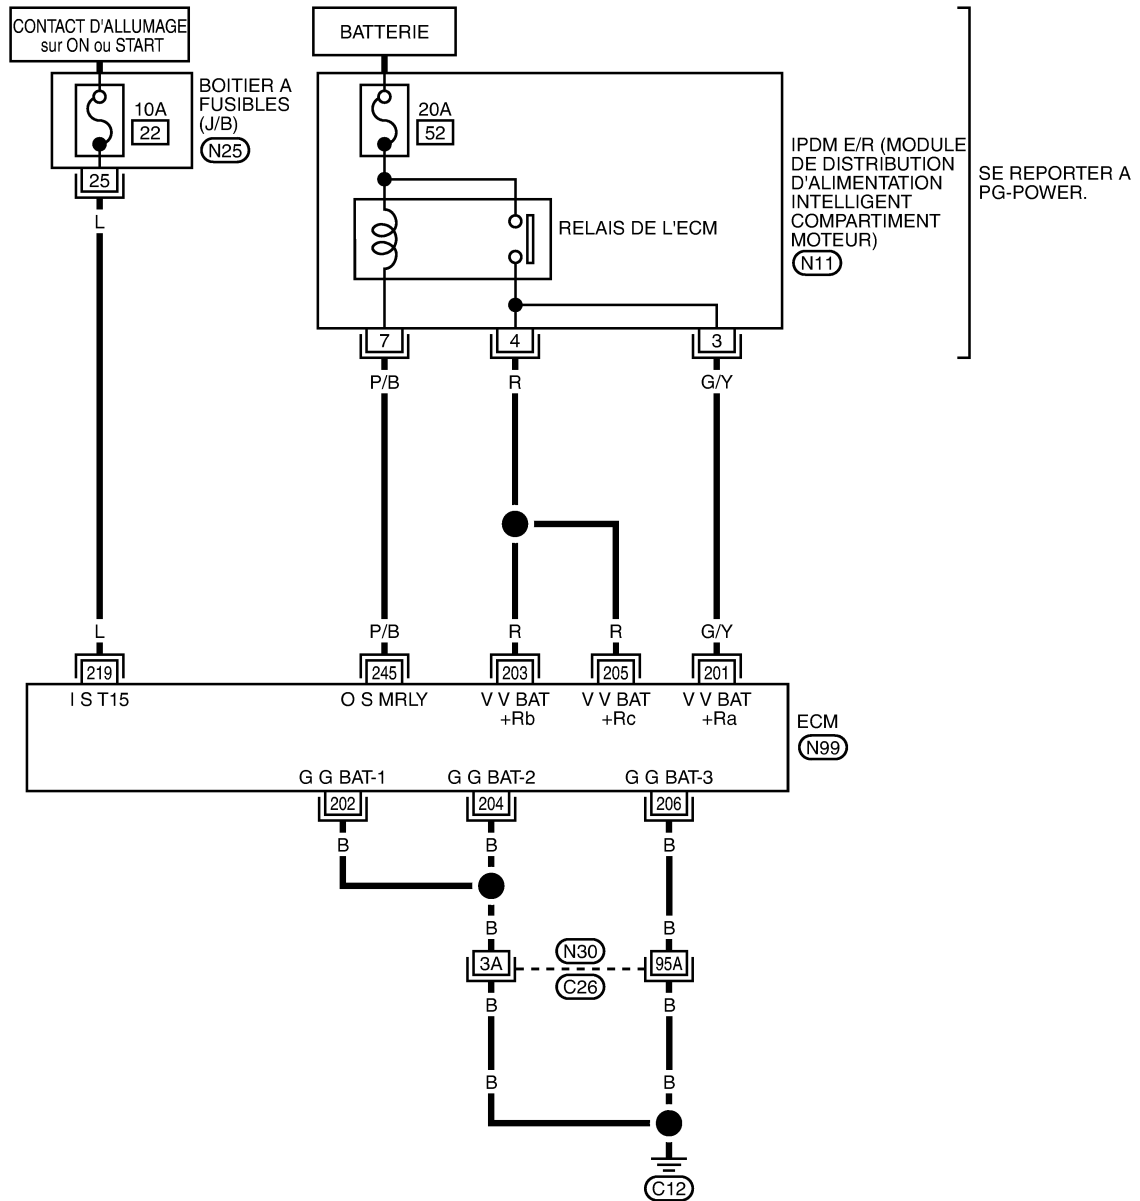 CONTACT D'ALLUMAGE
sur ON ou START
BATTERIE
10A
22
BOITIER A
FUSIBLES
(J/B)
N25
25
L
20A
52
RELAIS DE L'ECM
IPDM E/R (MODULE
DE DISTRIBUTION
D'ALIMENTATION
INTELLIGENT
COMPARTIMENT
MOTEUR)
N11
SE REPORTER A
PG-POWER.
7
4
3
P/B
R
G/Y
L
P/B
R
R
G/Y
219
245
203
205
201
I S T15
O S MRLY
V V BAT
+Rb
V V BAT
+Rc
V V BAT
+Ra
ECM
N99
G G BAT-1
G G BAT-2
G G BAT-3
202
204
206
B
B
B
B
B
3A
N30
C26
95A
B
B
B
B
C12